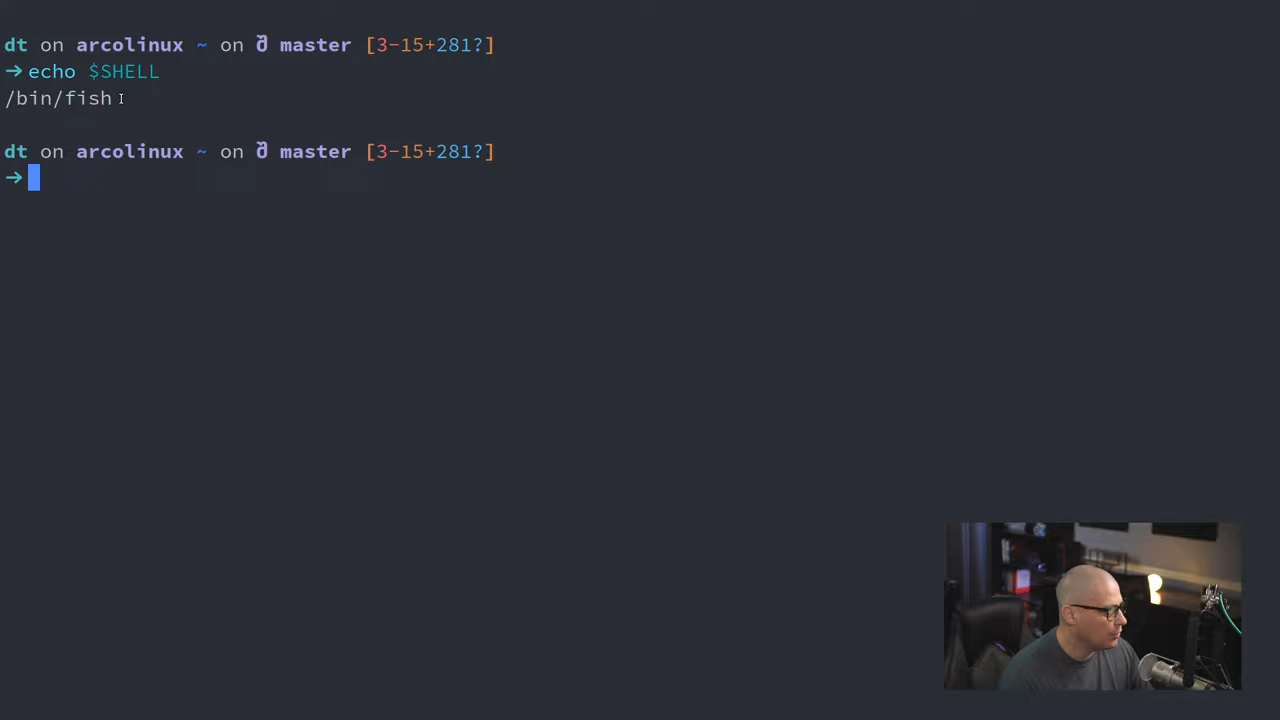 dt on arcolinux ~ on ð master [3-15+281?]
→ echo $SHELL
/bin/fish
dt on arcolinux ~ on ð master [3-15+281?]
→